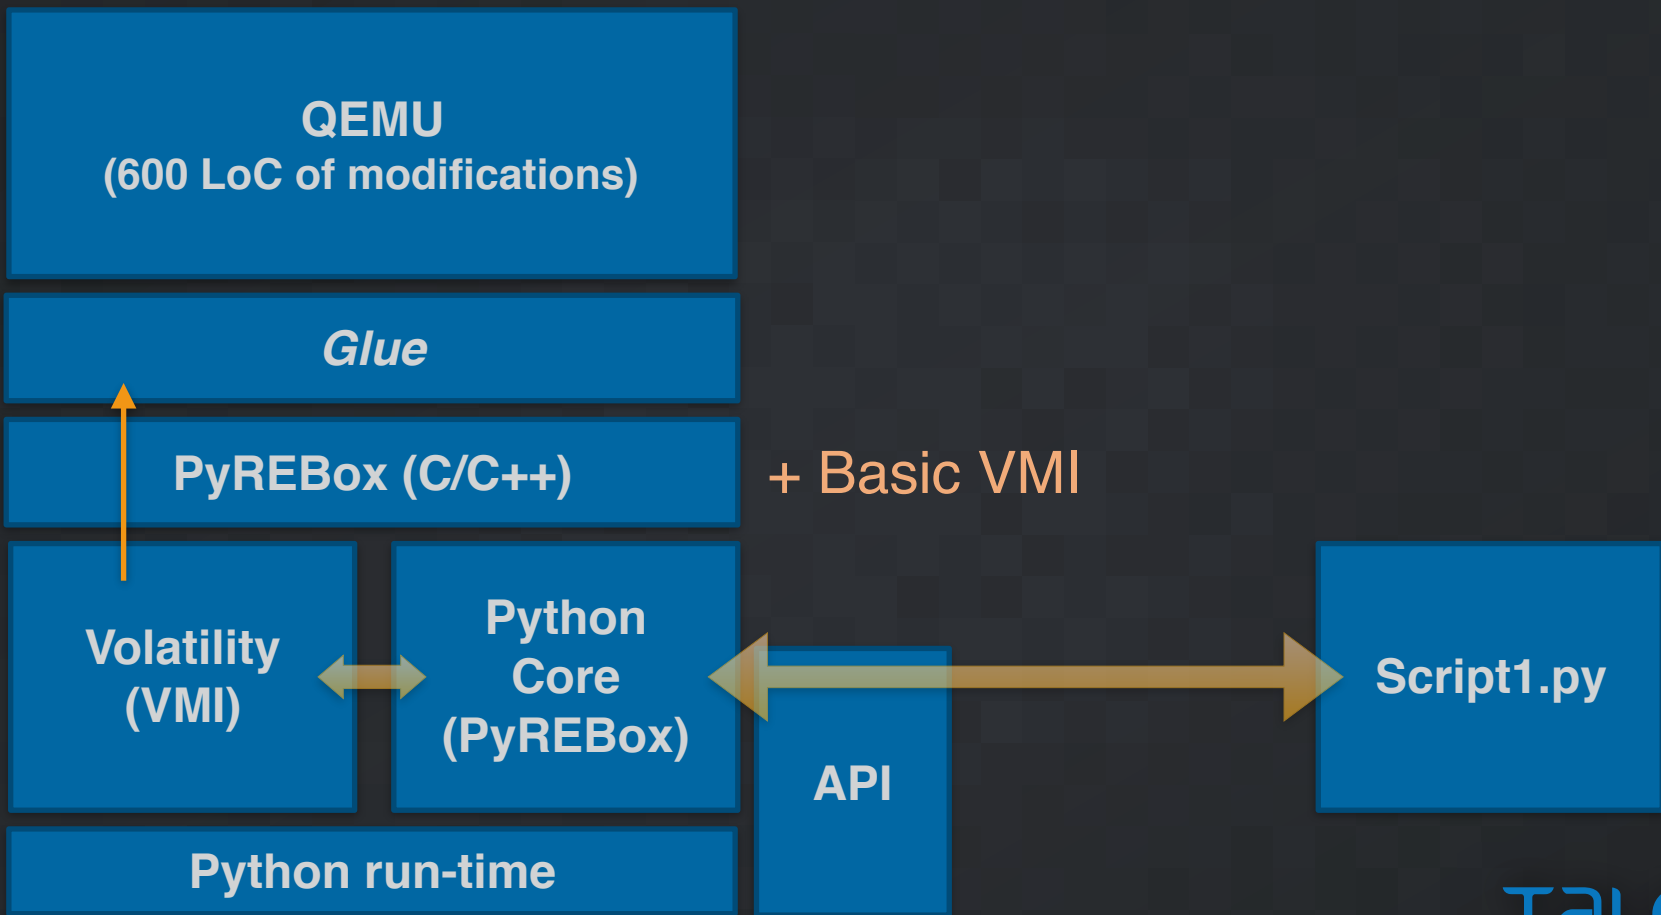 QEMU
(600 LoC of modifications)
Glue
PyREBox (C/C++)
+ Basic VMI
Volatility
(VMI)
Python
Core
(PyREBox)
API
Script1.py
Python run-time